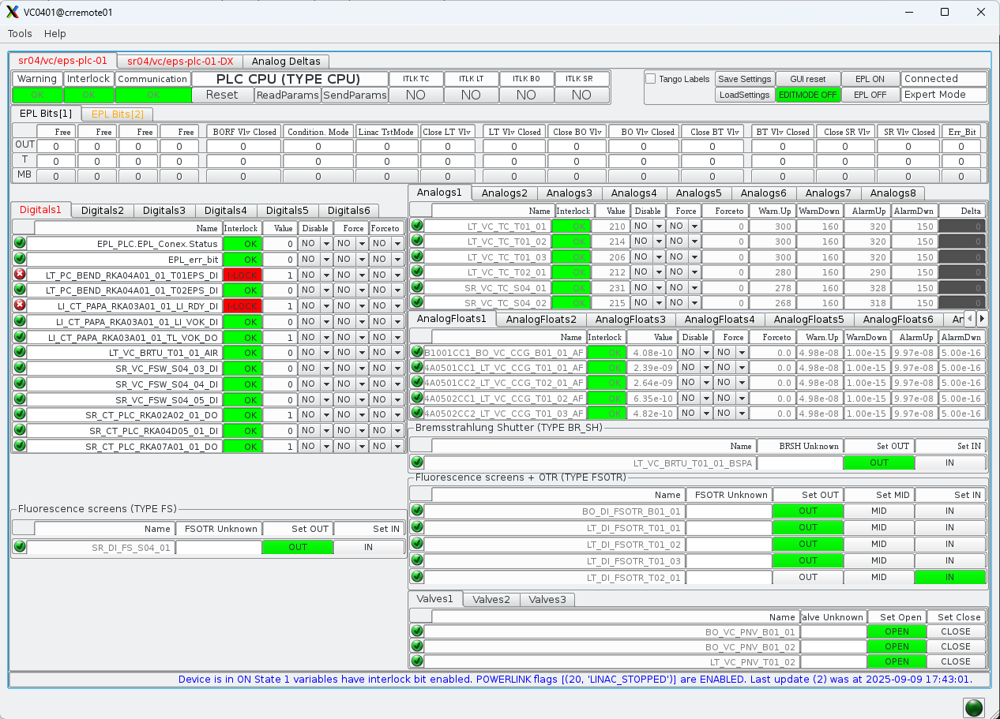 VC0401@crremote01
Tools Help
sr04/vc/eps-plc-01 sr04/vc/eps-plc-01-DX Analog Deltas
Warning Interlock Communication PLC CPU (TYPE CPU) ITLK TC ITLK LT ITLK BO ITLK SR
OK OK OK Reset ReadParams SendParams NO NO NO NO
Tango Labels Save Settings GUI reset EPL ON Connected
LoadSettings EDITMODE OFF EPL OFF Expert Mode
EPL Bits[1] EPL Bits[2]
Free Free Free Free BORF Vlv Closed Condition. Mode Linac TstMode Close LT Vlv LT Vlv Closed Close BO Vlv BO Vlv Closed Close BT Vlv BT Vlv Closed Close SR Vlv SR Vlv Closed Err_Bit
OUT 0 0 0 0 0 0 0 0 0 0 0 0 0 0 0 0
T 0 0 0 0 0 0 0 0 0 0 0 0 0 0 0 0
MB 0 0 0 0 0 0 0 0 0 0 0 0 0 0 0 0
Digitals1 Digitals2 Digitals3 Digitals4 Digitals5 Digitals6
Name Interlock Value Disable Force Forceto
EPL_PLC.EPL_Conex.Status OK 0 NO NO NO
EPL_err_bit OK 0 NO NO NO
LT_PC_BEND_RKA04A01_01_T01EPS_DI I-LOCK 1 NO NO NO
LT_PC_BEND_RKA04A01_01_T02EPS_DI OK 0 NO NO NO
LI_CT_PAPA_RKA03A01_01_LI_RDY_DI I-LOCK 1 NO NO NO
LI_CT_PAPA_RKA03A01_01_LI_VOK_DI OK 0 NO NO NO
LI_CT_PAPA_RKA03A01_01_TL_VOK_DO OK 1 NO NO NO
LT_VC_BRTU_T01_01_AIR OK 0 NO NO NO
SR_VC_FSW_S04_03_DI OK 0 NO NO NO
SR_VC_FSW_S04_04_DI OK 0 NO NO NO
SR_VC_FSW_S04_05_DI OK 0 NO NO NO
SR_CT_PLC_RKA02A02_01_DO OK 1 NO NO NO
SR_CT_PLC_RKA04D05_01_DI OK 0 NO NO NO
SR_CT_PLC_RKA07A01_01_DO OK 1 NO NO NO
Fluorescence screens (TYPE FS)
Name FSOTR Unknown Set OUT Set IN
SR_DI_FS_S04_01 OUT IN
Analogs1 Analogs2 Analogs3 Analogs4 Analogs5 Analogs6 Analogs7 Analogs8
Name Interlock Value Disable Force Forceto Warn.Up WarnDown AlarmUp AlarmDwn Delta
LT_VC_TC_T01_01 OK 210 NO NO 0 300 160 320 150 0
LT_VC_TC_T01_02 OK 214 NO NO 0 300 160 320 150 0
LT_VC_TC_T01_03 OK 206 NO NO 0 300 160 320 150 0
LT_VC_TC_T02_01 OK 212 NO NO 0 280 160 290 150 0
SR_VC_TC_S04_01 OK 231 NO NO 0 278 160 328 150 0
SR_VC_TC_S04_02 OK 215 NO NO 0 268 160 318 150 0
AnalogFloats1 AnalogFloats2 AnalogFloats3 AnalogFloats4 AnalogFloats5 AnalogFloats6 Ar
Name Interlock Value Disable Force Forceto Warn.Up WarnDown AlarmUp AlarmDwn
B1001CC1_BO_VC_CCG_B01_01_AF OK 4.08e-10 NO NO 0.0 4.98e-08 1.00e-15 9.97e-08 5.00e-16
4A0501CC1_LT_VC_CCG_T01_01_AF OK 2.39e-09 NO NO 0.0 4.98e-08 1.00e-15 9.97e-08 5.00e-16
4A0501CC2_LT_VC_CCG_T02_01_AF OK 2.64e-09 NO NO 0.0 4.98e-08 1.00e-15 9.97e-08 5.00e-16
4A0502CC1_LT_VC_CCG_T01_02_AF OK 6.35e-10 NO NO 0.0 4.98e-08 1.00e-15 9.97e-08 5.00e-16
4A0502CC2_LT_VC_CCG_T01_03_AF OK 4.82e-10 NO NO 0.0 4.98e-08 1.00e-15 9.97e-08 5.00e-16
Bremsstrahlung Shutter (TYPE BR_SH)
Name BRSH Unknown Set OUT Set IN
LT_VC_BRTU_T01_01_BSPA OUT IN
Fluorescence screens + OTR (TYPE FSOTR)
Name FSOTR Unknown Set OUT Set MID Set IN
BO_DI_FSOTR_B01_01 OUT MID IN
LT_DI_FSOTR_T01_01 OUT MID IN
LT_DI_FSOTR_T01_02 OUT MID IN
LT_DI_FSOTR_T01_03 OUT MID IN
LT_DI_FSOTR_T02_01 OUT MID IN
Valves1 Valves2 Valves3
Name alve Unknown Set Open Set Close
BO_VC_PNV_B01_01 OPEN CLOSE
BO_VC_PNV_B01_02 OPEN CLOSE
LT_VC_PNV_T01_02 OPEN CLOSE
Device is in ON State 1 variables have interlock bit enabled. POWERLINK flags [(20, 'LINAC_STOPPED')] are ENABLED. Last update (2) was at 2025-09-09 17:43:01.